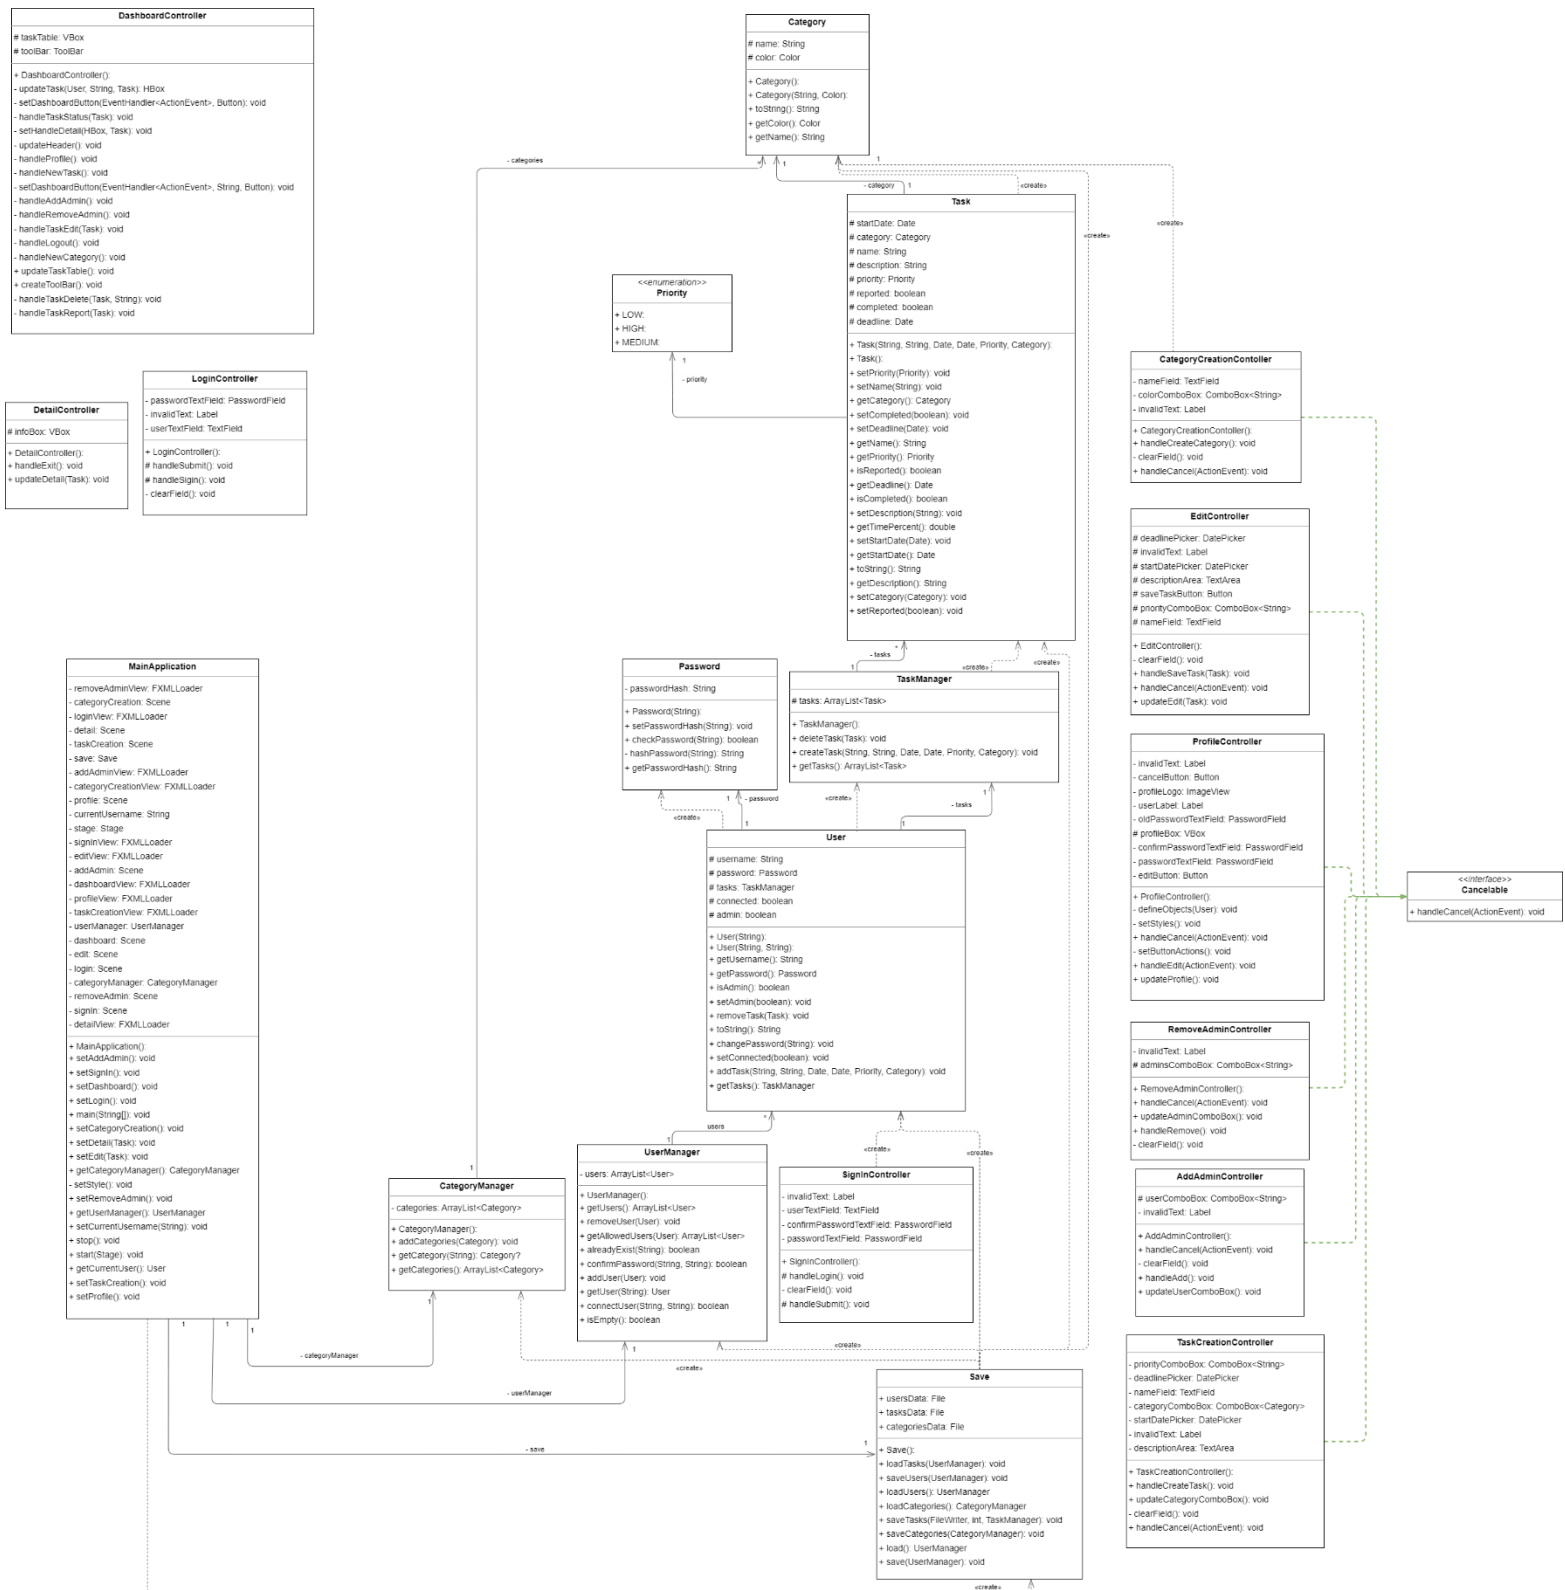 DashboardController
# taskTable: VBox
# toolBar: ToolBar
+ DashboardController():
- updateTask(User, String, Task): HBox
- setDashboardButton(EventHandler<ActionEvent>, Button): void
- handleTaskStatus(Task): void
- setHandleDetail(HBox, Task): void
- updateHeader(): void
- handleProfile(): void
- handleNewTask(): void
- setDashboardButton(EventHandler<ActionEvent>, String, Button): void
- handleAddAdmin(): void
- handleRemoveAdmin(): void
- handleTaskEdit(Task): void
- handleLogout(): void
- handleNewCategory(): void
+ updateTaskTable(): void
+ createToolBar(): void
- handleTaskDelete(Task, String): void
- handleTaskReport(Task): void
Category
# name: String
# color: Color
+ Category():
+ Category(String, Color):
+ toString(): String
+ getColor(): Color
+ getName(): String
- categories
*
1
1
- category
1
«create»
«create»
«create»
Task
# startDate: Date
# category: Category
# name: String
# description: String
# priority: Priority
# reported: boolean
# completed: boolean
# deadline: Date
+ Task(String, String, Date, Date, Priority, Category):
+ Task():
+ setPriority(Priority): void
+ setName(String): void
+ getCategory(): Category
+ setCompleted(boolean): void
+ setDeadline(Date): void
+ getName(): String
+ getPriority(): Priority
+ isReported(): boolean
+ getDeadline(): Date
+ isCompleted(): boolean
+ setDescription(String): void
+ getTimePercent(): double
+ setStartDate(Date): void
+ getStartDate(): Date
+ toString(): String
+ getDescription(): String
+ setCategory(Category): void
+ setReported(boolean): void
<<enumeration>>
Priority
+ LOW:
+ HIGH:
+ MEDIUM:
1
- priority
DetailController
# infoBox: VBox
+ DetailController():
+ handleExit(): void
+ updateDetail(Task): void
LoginController
- passwordTextField: PasswordField
- invalidText: Label
- userTextField: TextField
+ LoginController():
# handleSubmit(): void
# handleSigin(): void
- clearField(): void
CategoryCreationContoller
- nameField: TextField
- colorComboBox: ComboBox<String>
- invalidText: Label
+ CategoryCreationContoller():
+ handleCreateCategory(): void
- clearField(): void
+ handleCancel(ActionEvent): void
EditController
# deadlinePicker: DatePicker
# invalidText: Label
# startDatePicker: DatePicker
# descriptionArea: TextArea
# saveTaskButton: Button
# priorityComboBox: ComboBox<String>
# nameField: TextField
+ EditController():
- clearField(): void
+ handleSaveTask(Task): void
+ handleCancel(ActionEvent): void
+ updateEdit(Task): void
MainApplication
- removeAdminView: FXMLLoader
- categoryCreation: Scene
- loginView: FXMLLoader
- detail: Scene
- taskCreation: Scene
- save: Save
- addAdminView: FXMLLoader
- categoryCreationView: FXMLLoader
- profile: Scene
- currentUsername: String
- stage: Stage
- signInView: FXMLLoader
- editView: FXMLLoader
- addAdmin: Scene
- dashboardView: FXMLLoader
- profileView: FXMLLoader
- taskCreationView: FXMLLoader
- userManager: UserManager
- dashboard: Scene
- edit: Scene
- login: Scene
- categoryManager: CategoryManager
- removeAdmin: Scene
- signIn: Scene
- detailView: FXMLLoader
+ MainApplication():
+ setAddAdmin(): void
+ setSignIn(): void
+ setDashboard(): void
+ setLogin(): void
+ main(String[]): void
+ setCategoryCreation(): void
+ setDetail(Task): void
+ setEdit(Task): void
+ getCategoryManager(): CategoryManager
- setStyle(): void
+ setRemoveAdmin(): void
+ getUserManager(): UserManager
+ setCurrentUsername(String): void
+ stop(): void
+ start(Stage): void
+ getCurrentUser(): User
+ setTaskCreation(): void
+ setProfile(): void
Password
- passwordHash: String
+ Password(String):
+ setPasswordHash(String): void
+ checkPassword(String): boolean
- hashPassword(String): String
+ getPasswordHash(): String
- tasks
*
1
«create»
«create»
TaskManager
# tasks: ArrayList<Task>
+ TaskManager():
+ deleteTask(Task): void
+ createTask(String, String, Date, Date, Priority, Category): void
+ getTasks(): ArrayList<Task>
1
- password
«create»
1
«create»
1
- tasks
1
User
# username: String
# password: Password
# tasks: TaskManager
# connected: boolean
# admin: boolean
+ User(String):
+ User(String, String):
+ getUsername(): String
+ getPassword(): Password
+ isAdmin(): boolean
+ setAdmin(boolean): void
+ removeTask(Task): void
+ toString(): String
+ changePassword(String): void
+ setConnected(boolean): void
+ addTask(String, String, Date, Date, Priority, Category): void
+ getTasks(): TaskManager
ProfileController
- invalidText: Label
- cancelButton: Button
- profileLogo: ImageView
- userLabel: Label
- oldPasswordTextField: PasswordField
# profileBox: VBox
- confirmPasswordTextField: PasswordField
- passwordTextField: PasswordField
- editButton: Button
+ ProfileController():
- defineObjects(User): void
- setStyles(): void
+ handleCancel(ActionEvent): void
- setButtonActions(): void
+ handleEdit(ActionEvent): void
+ updateProfile(): void
<<interface>>
Cancelable
+ handleCancel(ActionEvent): void
RemoveAdminController
- invalidText: Label
# adminsComboBox: ComboBox<String>
+ RemoveAdminController():
+ handleCancel(ActionEvent): void
+ updateAdminComboBox(): void
+ handleRemove(): void
- clearField(): void
*
users
1
«create»
«create»
1
CategoryManager
- categories: ArrayList<Category>
+ CategoryManager():
+ addCategories(Category): void
+ getCategory(String): Category?
+ getCategories(): ArrayList<Category>
UserManager
- users: ArrayList<User>
+ UserManager():
+ getUsers(): ArrayList<User>
+ removeUser(User): void
+ getAllowedUsers(User): ArrayList<User>
+ alreadyExist(String): boolean
+ confirmPassword(String, String): boolean
+ addUser(User): void
+ getUser(String): User
+ connectUser(String, String): boolean
+ isEmpty(): boolean
SignInController
- invalidText: Label
- userTextField: TextField
- confirmPasswordTextField: PasswordField
- passwordTextField: PasswordField
+ SignInController():
# handleLogin(): void
- clearField(): void
# handleSubmit(): void
AddAdminController
# userComboBox: ComboBox<String>
- invalidText: Label
+ AddAdminController():
+ handleCancel(ActionEvent): void
- clearField(): void
+ handleAdd(): void
+ updateUserComboBox(): void
1
1
1
1
1
- categoryManager
- userManager
- save
«create»
«create»
1
Save
+ usersData: File
+ tasksData: File
+ categoriesData: File
+ Save():
+ loadTasks(UserManager): void
+ saveUsers(UserManager): void
+ loadUsers(): UserManager
+ loadCategories(): CategoryManager
+ saveTasks(FileWriter, int, TaskManager): void
+ saveCategories(CategoryManager): void
+ load(): UserManager
+ save(UserManager): void
«create»
TaskCreationController
- priorityComboBox: ComboBox<String>
- deadlinePicker: DatePicker
- nameField: TextField
- categoryComboBox: ComboBox<Category>
- startDatePicker: DatePicker
- invalidText: Label
- descriptionArea: TextArea
+ TaskCreationController():
+ handleCreateTask(): void
+ updateCategoryComboBox(): void
- clearField(): void
+ handleCancel(ActionEvent): void